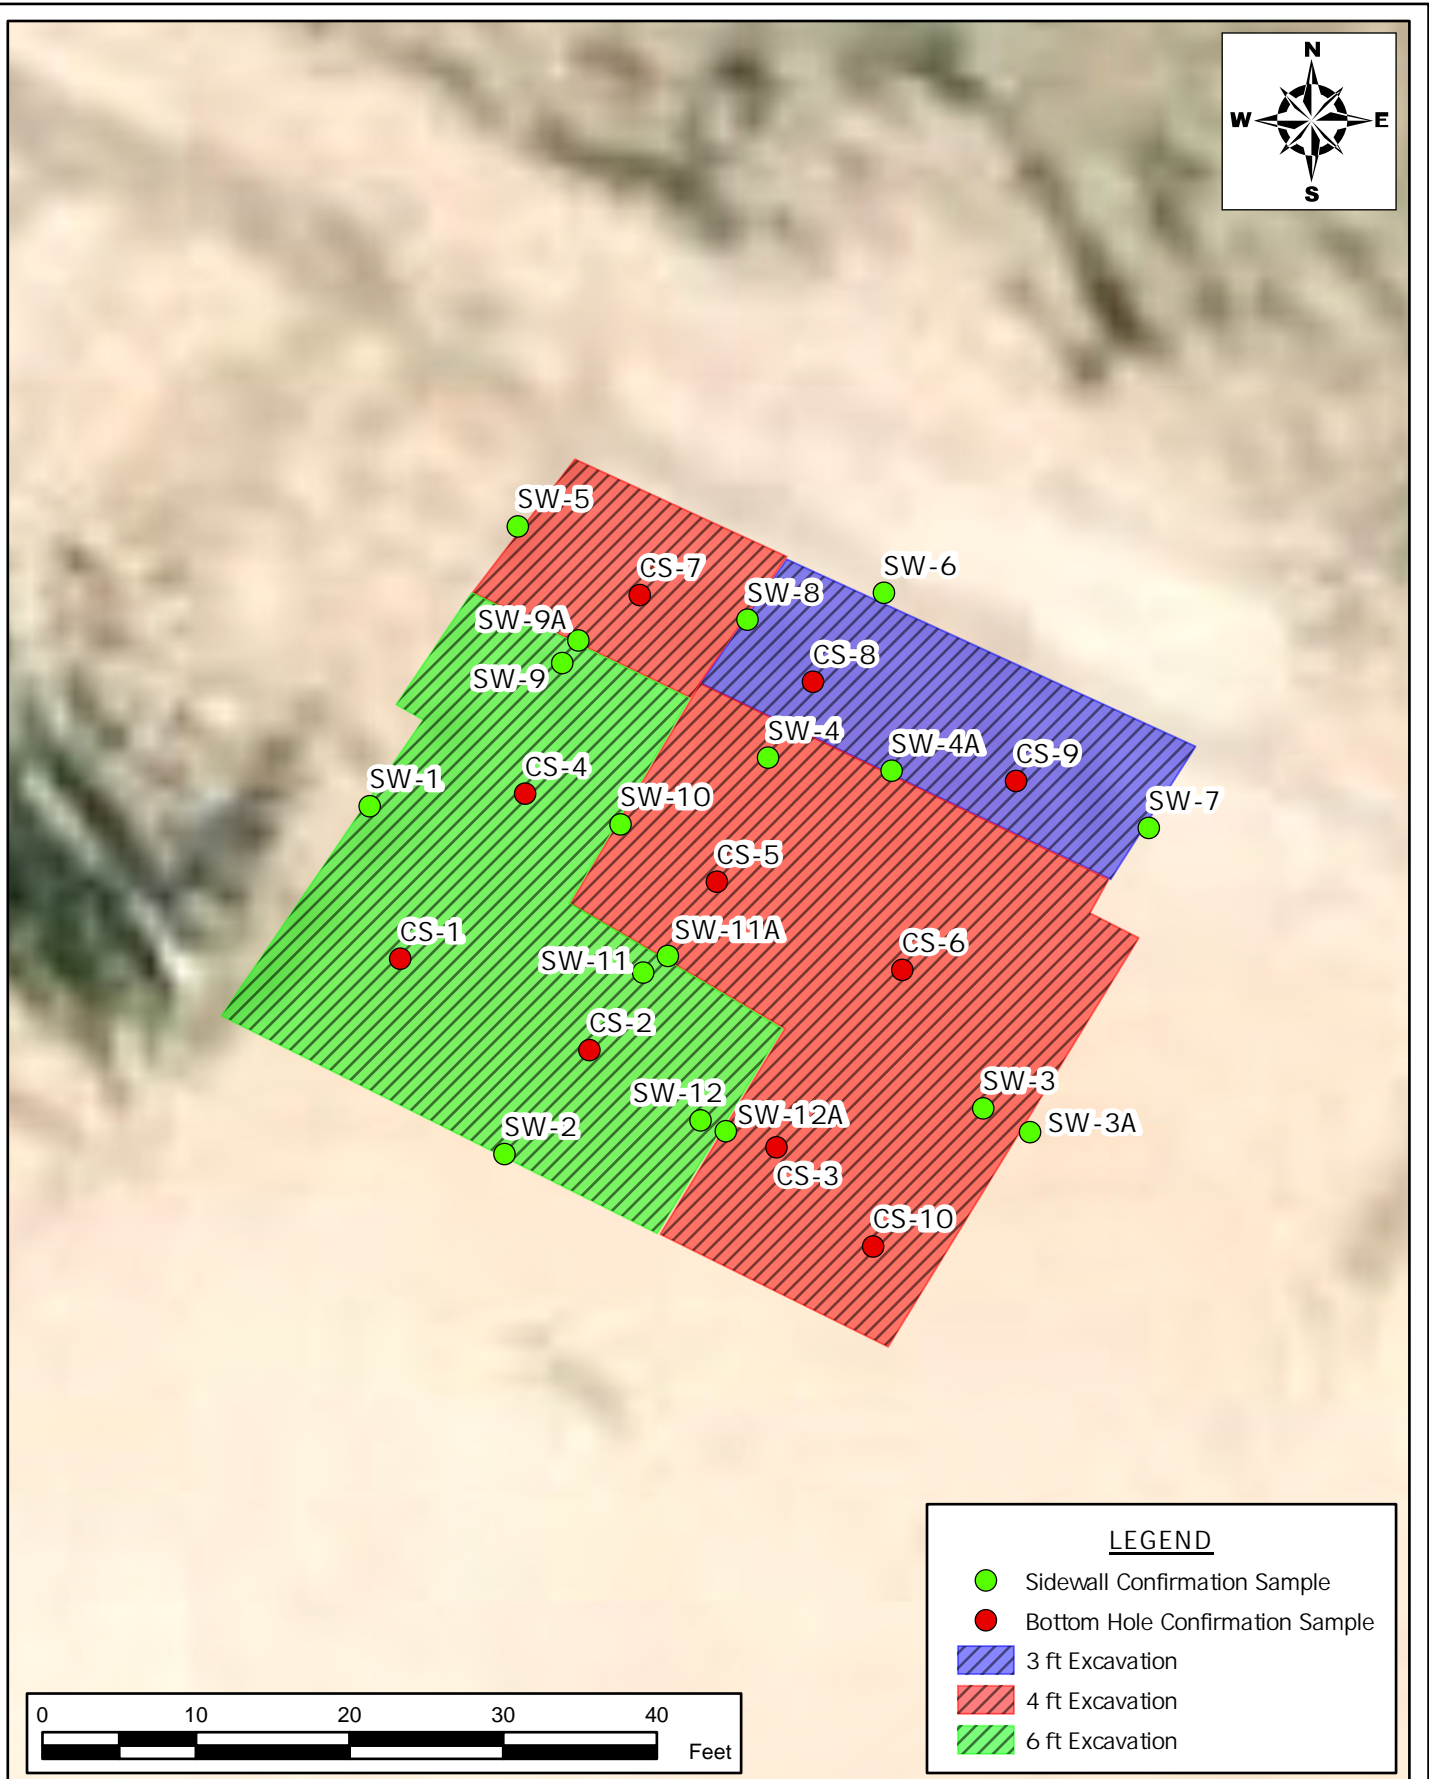 N
W E
S
SW-5
SW-6
CS-7
SW-8
SW-9A
CS-8
SW-9
SW-4
SW-4A
CS-9
CS-4
SW-1
SW-10
SW-7
CS-5
SW-11A
CS-1
CS-6
SW-11
CS-2
SW-3
SW-12
SW-12A
SW-3A
SW-2
CS-3
CS-10
LEGEND
Sidewall Confirmation Sample
Bottom Hole Confirmation Sample
3 ft Excavation
4 ft Excavation
6 ft Excavation
0 10 20 30 40
Feet